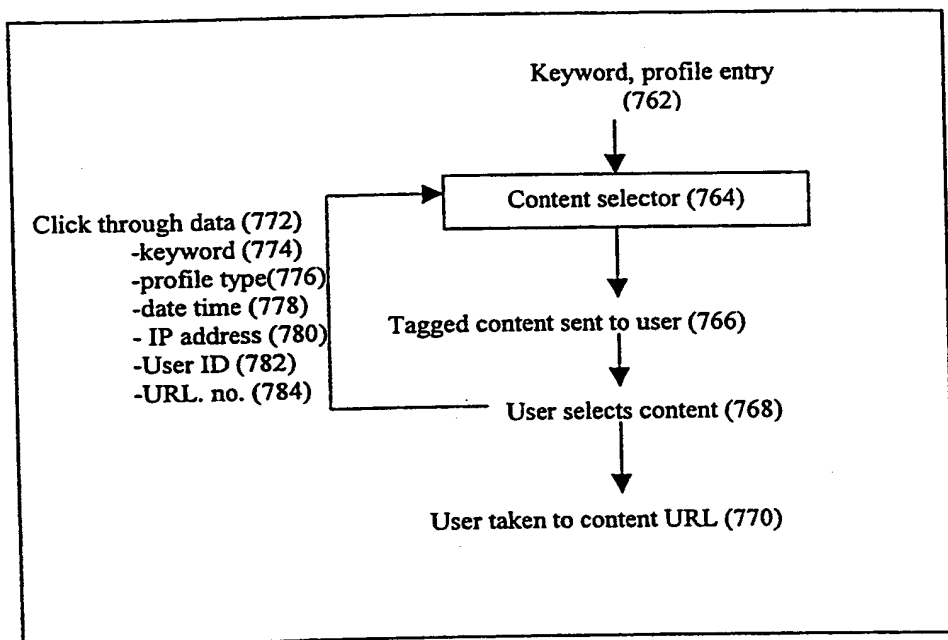 Keyword, profile entry
(762)
Content selector (764)
Click through data (772)
-keyword (774)
-profile type(776)
-date time (778)
- IP address (780)
-User ID (782)
-URL. no. (784)
Tagged content sent to user (766)
User selects content (768)
User taken to content URL (770)